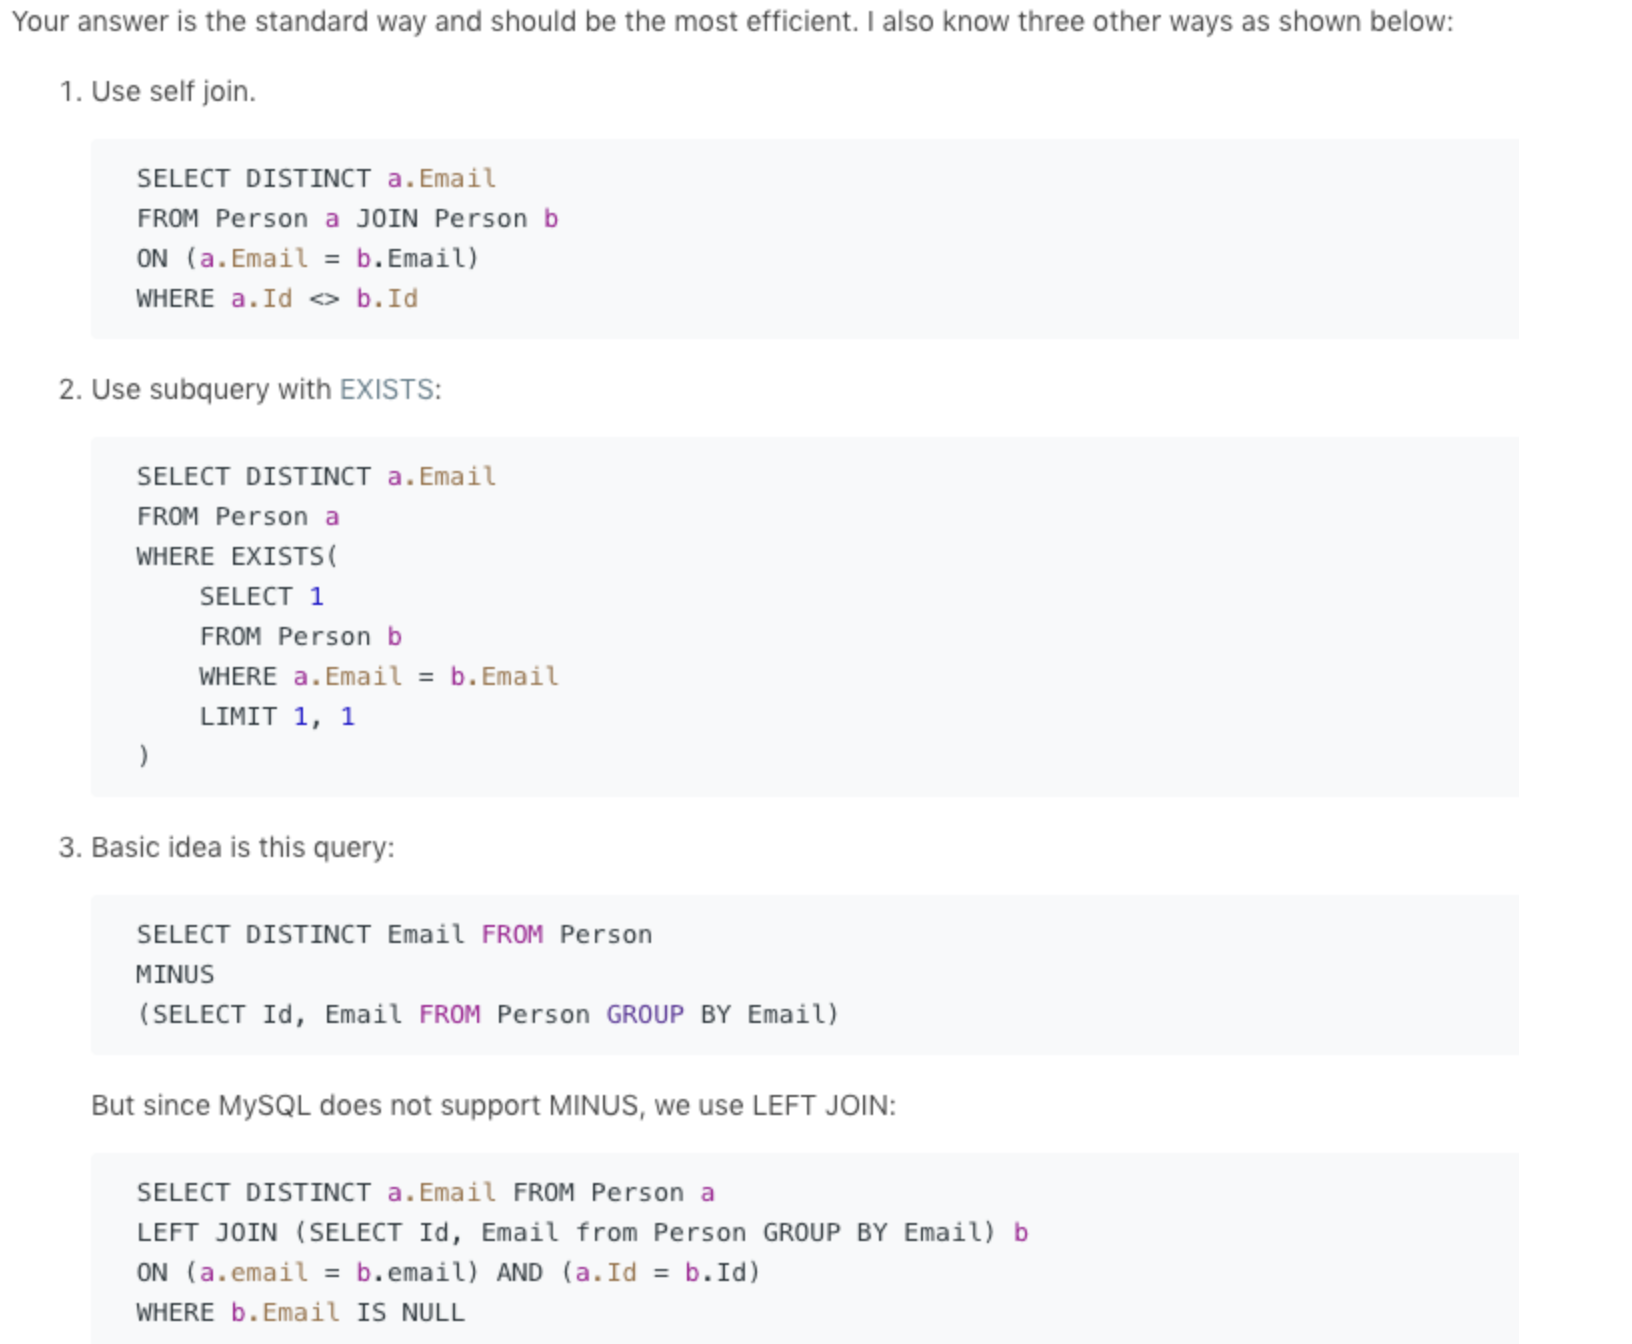 Your answer is the standard way and should be the most efficient. I also know three other ways as shown below:
1. Use self join.
SELECT DISTINCT a.Email
FROM Person a JOIN Person b
ON (a.Email = b.Email)
WHERE a.Id <> b.Id
2. Use subquery with EXISTS:
SELECT DISTINCT a.Email
FROM Person a
WHERE EXISTS(
    SELECT 1
    FROM Person b
    WHERE a.Email = b.Email
    LIMIT 1, 1
)
3. Basic idea is this query:
SELECT DISTINCT Email FROM Person
MINUS
(SELECT Id, Email FROM Person GROUP BY Email)
But since MySQL does not support MINUS, we use LEFT JOIN:
SELECT DISTINCT a.Email FROM Person a
LEFT JOIN (SELECT Id, Email from Person GROUP BY Email) b
ON (a.email = b.email) AND (a.Id = b.Id)
WHERE b.Email IS NULL